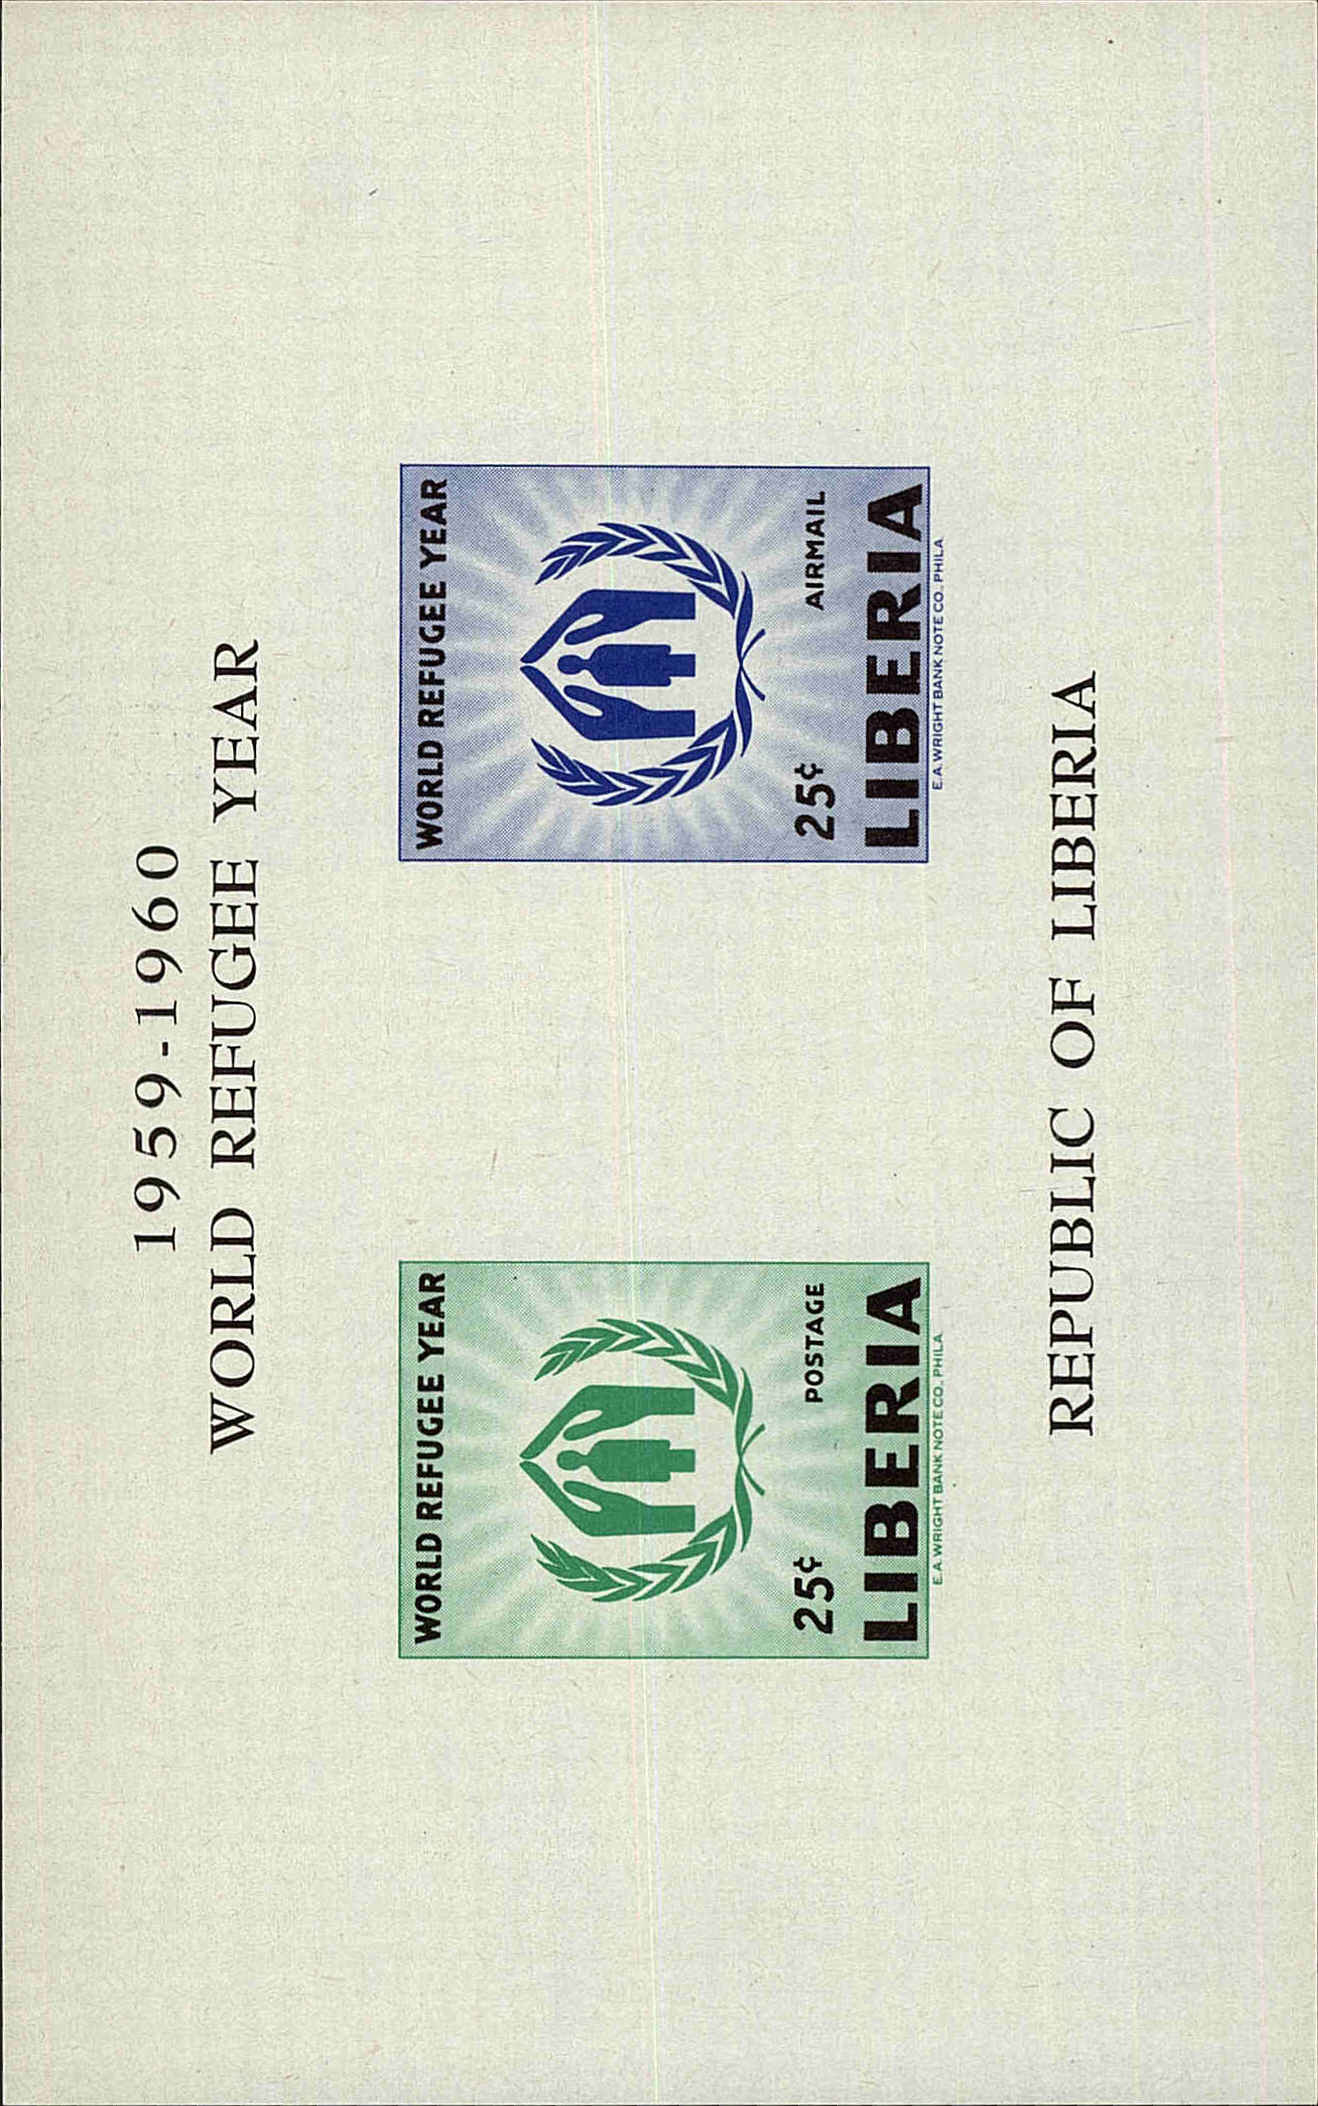 1959-1960
WORLD REFUGEE YEAR
WORLD REFUGEE YEAR
25¢
POSTAGE
LIBERIA
E.A. WRIGHT BANK NOTE CO., PHILA
WORLD REFUGEE YEAR
25¢
AIRMAIL
LIBERIA
E.A. WRIGHT BANK NOTE CO., PHILA
REPUBLIC OF LIBERIA